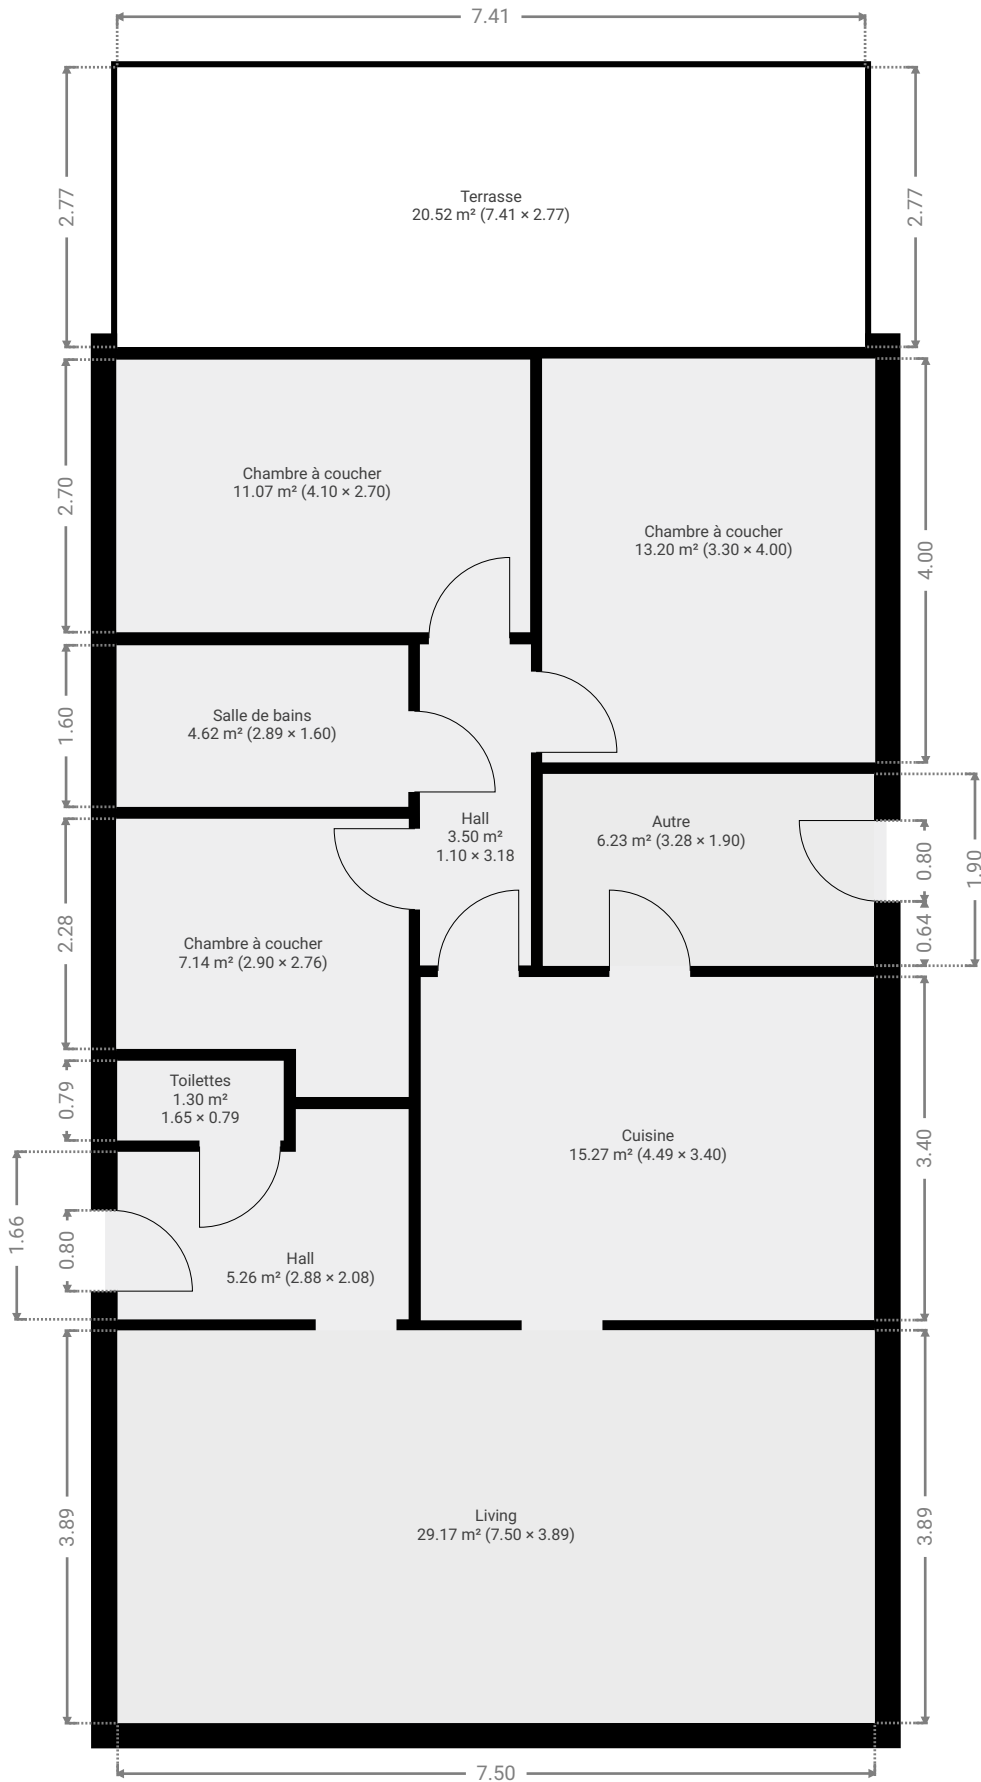 7.41
2.77
2.77
Terrasse
20.52 m² (7.41 × 2.77)
2.70
Chambre à coucher
11.07 m² (4.10 × 2.70)
Chambre à coucher
13.20 m² (3.30 × 4.00)
4.00
1.60
Salle de bains
4.62 m² (2.89 × 1.60)
Hall
3.50 m²
1.10 × 3.18
Autre
6.23 m² (3.28 × 1.90)
0.80
1.90
0.64
2.28
Chambre à coucher
7.14 m² (2.90 × 2.76)
0.79
Toilettes
1.30 m²
1.65 × 0.79
Cuisine
15.27 m² (4.49 × 3.40)
3.40
1.66
0.80
Hall
5.26 m² (2.88 × 2.08)
3.89
Living
29.17 m² (7.50 × 3.89)
3.89
7.50